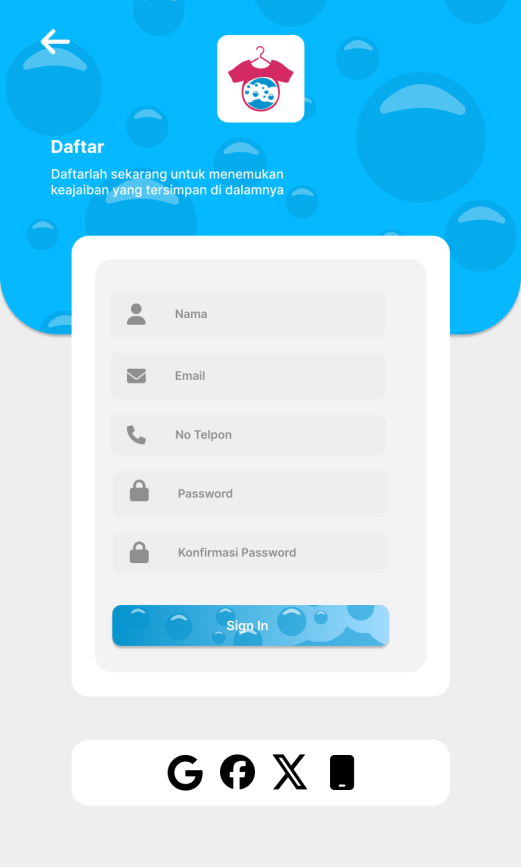 Daftar
Daftarlah sekarang untuk menemukan
keajaiban yang tersimpan di dalamnya
Nama
Email
No Telpon
Password
Konfirmasi Password
Sign In